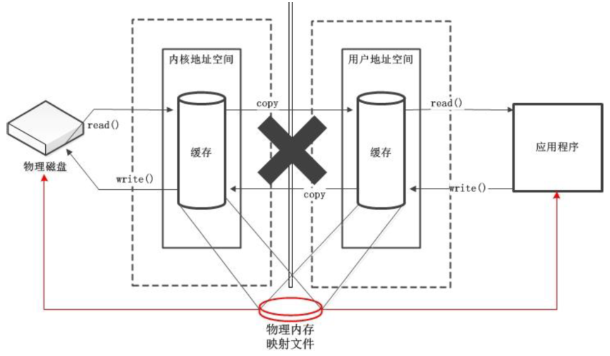 内核地址空间
用户地址空间
read()
copy
read()
缓存
缓存
应用程序
物理磁盘
write()
copy
write()
物理内存
映射文件